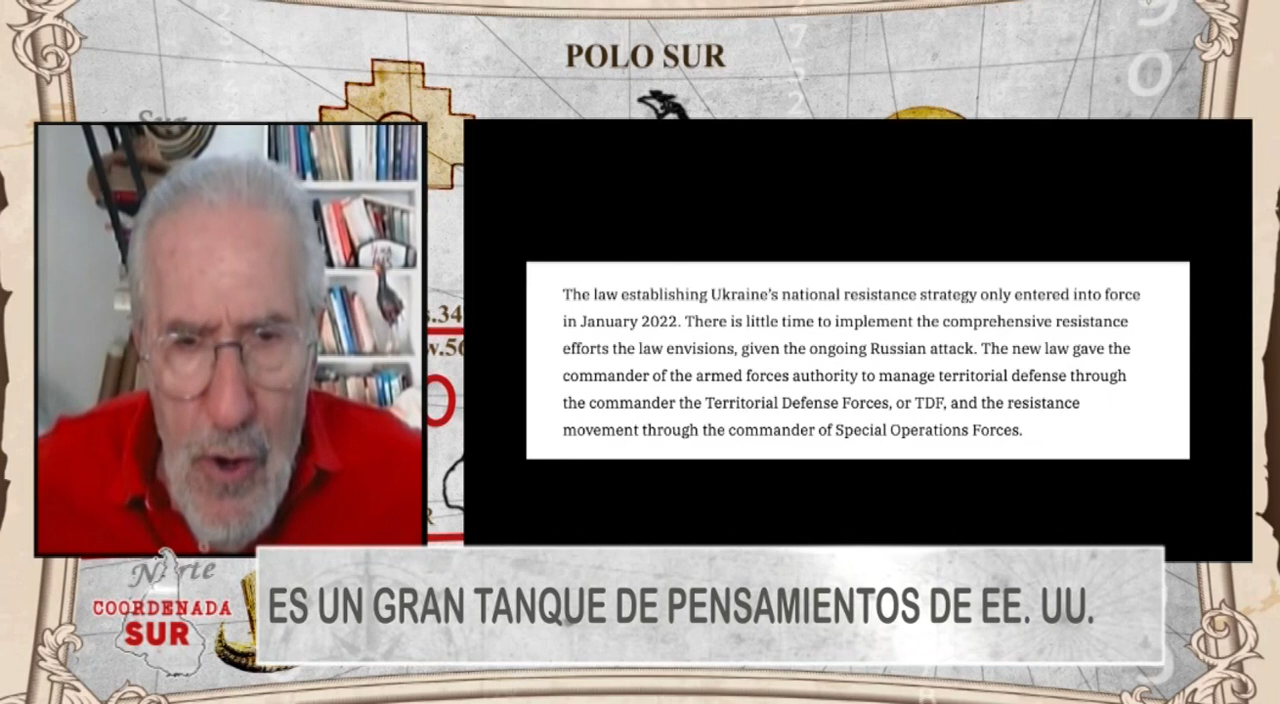 POLO SUR
Sur
s.34
w.56
The law establishing Ukraine's national resistance strategy only entered into force
in January 2022. There is little time to implement the comprehensive resistance
efforts the law envisions, given the ongoing Russian attack. The new law gave the
commander of the armed forces authority to manage territorial defense through
the commander the Territorial Defense Forces, or TDF, and the resistance
movement through the commander of Special Operations Forces.
Norte
COORDENADA
SUR
ES UN GRAN TANQUE DE PENSAMIENTOS DE EE. UU.